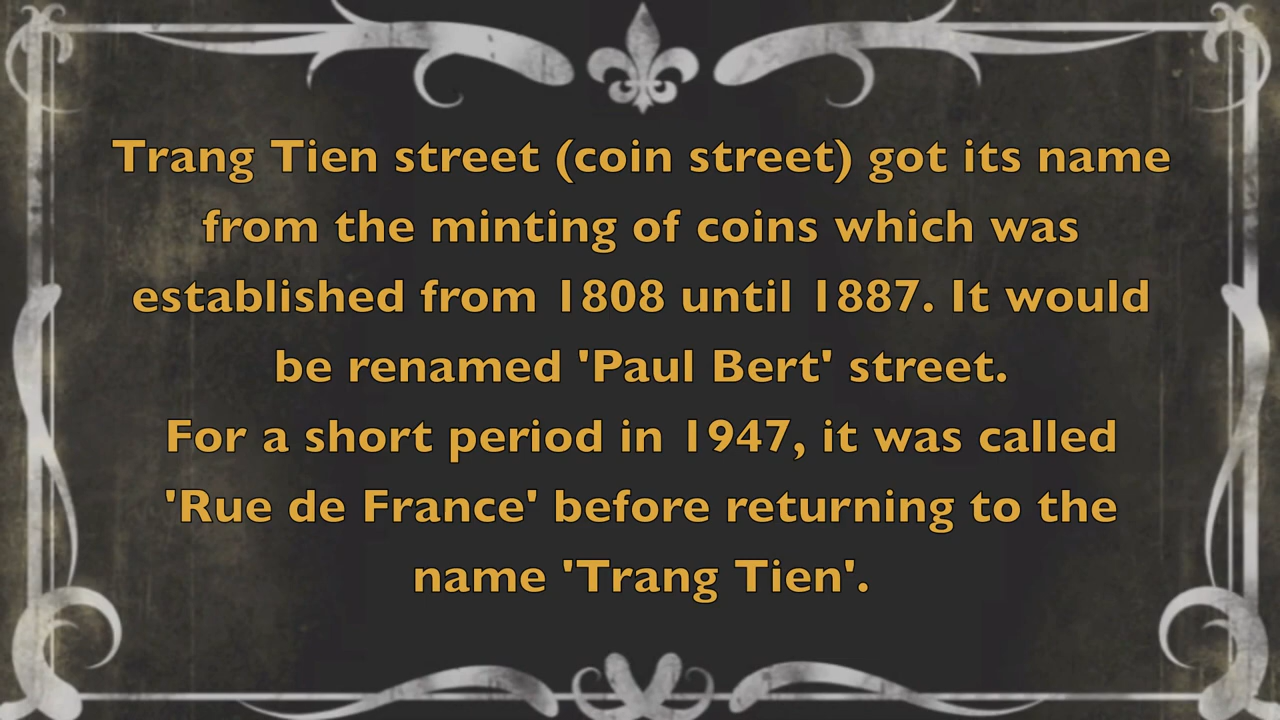 Trang Tien street (coin street) got its name
from the minting of coins which was
established from 1808 until 1887. It would
be renamed 'Paul Bert' street.
For a short period in 1947, it was called
'Rue de France' before returning to the
name 'Trang Tien'.